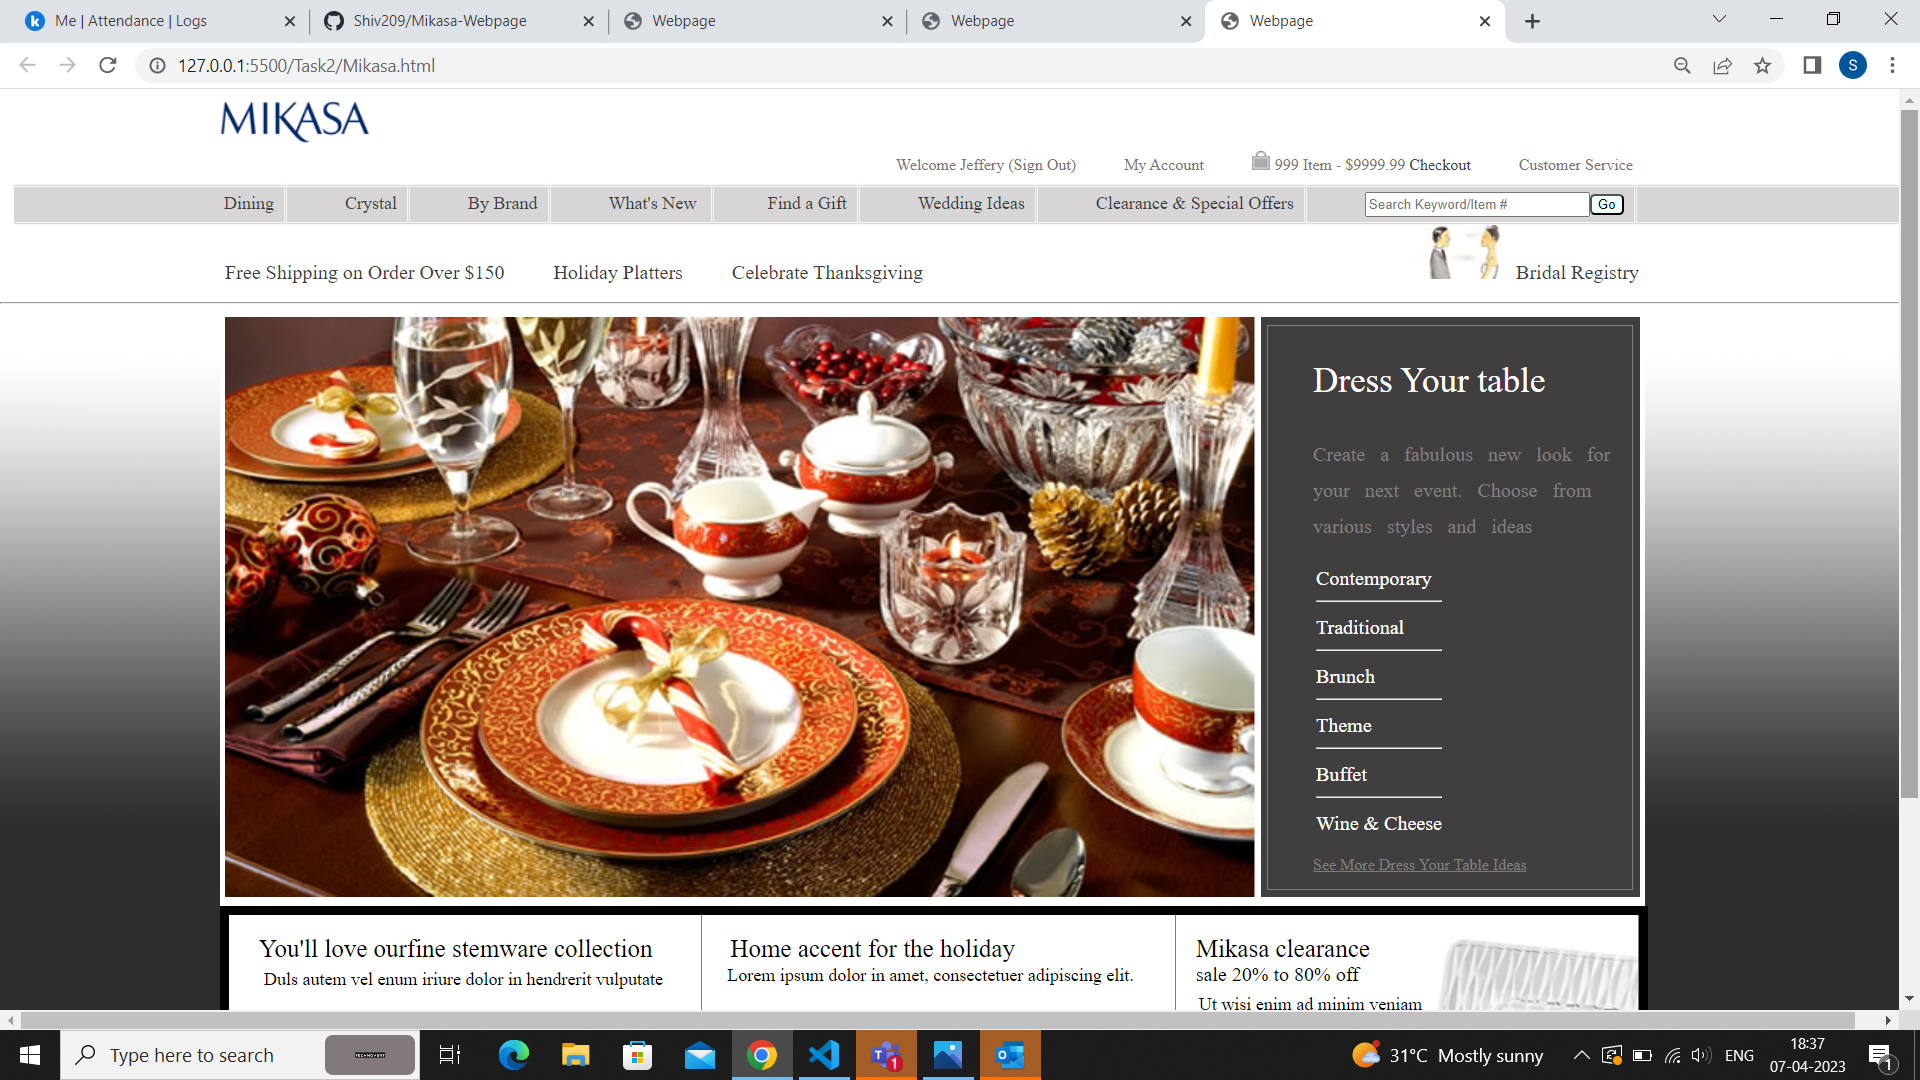 Me | Attendance | Logs
Shiv209/Mikasa-Webpage
Webpage
Webpage
Webpage
127.0.0.1:5500/Task2/Mikasa.html
S
MIKASA
Welcome Jeffery (Sign Out) My Account 999 Item - $9999.99 Checkout Customer Service
Dining Crystal By Brand What's New Find a Gift Wedding Ideas Clearance & Special Offers Search Keyword/Item # Go
Free Shipping on Order Over $150 Holiday Platters Celebrate Thanksgiving Bridal Registry
Dress Your table
Create a fabulous new look for
your next event. Choose from
various styles and ideas
Contemporary
Traditional
Brunch
Theme
Buffet
Wine & Cheese
See More Dress Your Table Ideas
You'll love ourfine stemware collection
Duls autem vel enum iriure dolor in hendrerit vulputate
Home accent for the holiday
Lorem ipsum dolor in amet, consectetuer adipiscing elit.
Mikasa clearance
sale 20% to 80% off
Ut wisi enim ad minim veniam
Type here to search
TECHNOVERT
1
31°C Mostly sunny
ENG
18:37
07-04-2023
1